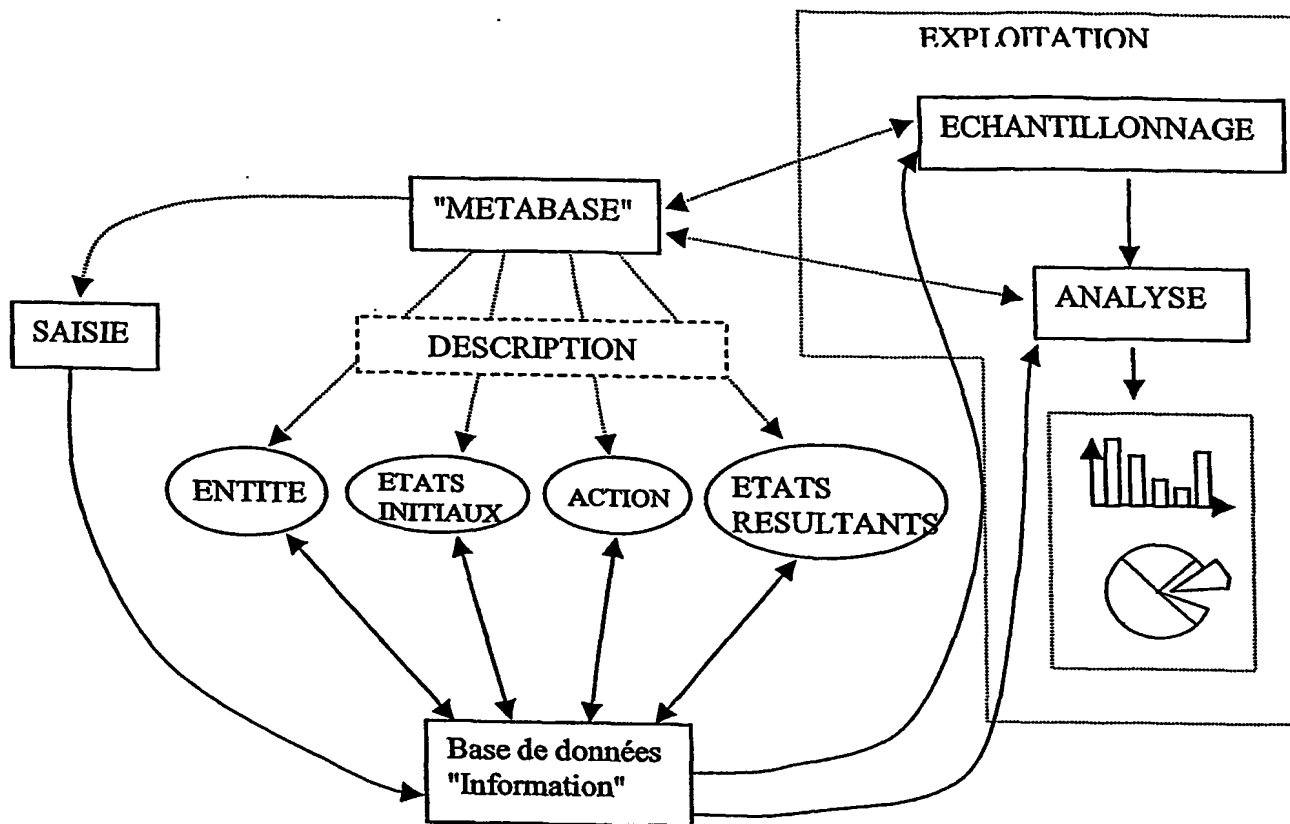 EXPLOITATION
ECHANTILLONNAGE
"METABASE"
ANALYSE
SAISIE
DESCRIPTION
ENTITE
ETATS
INITIAUX
ACTION
ETATS
RESULTANTS
Base de données
"Information"